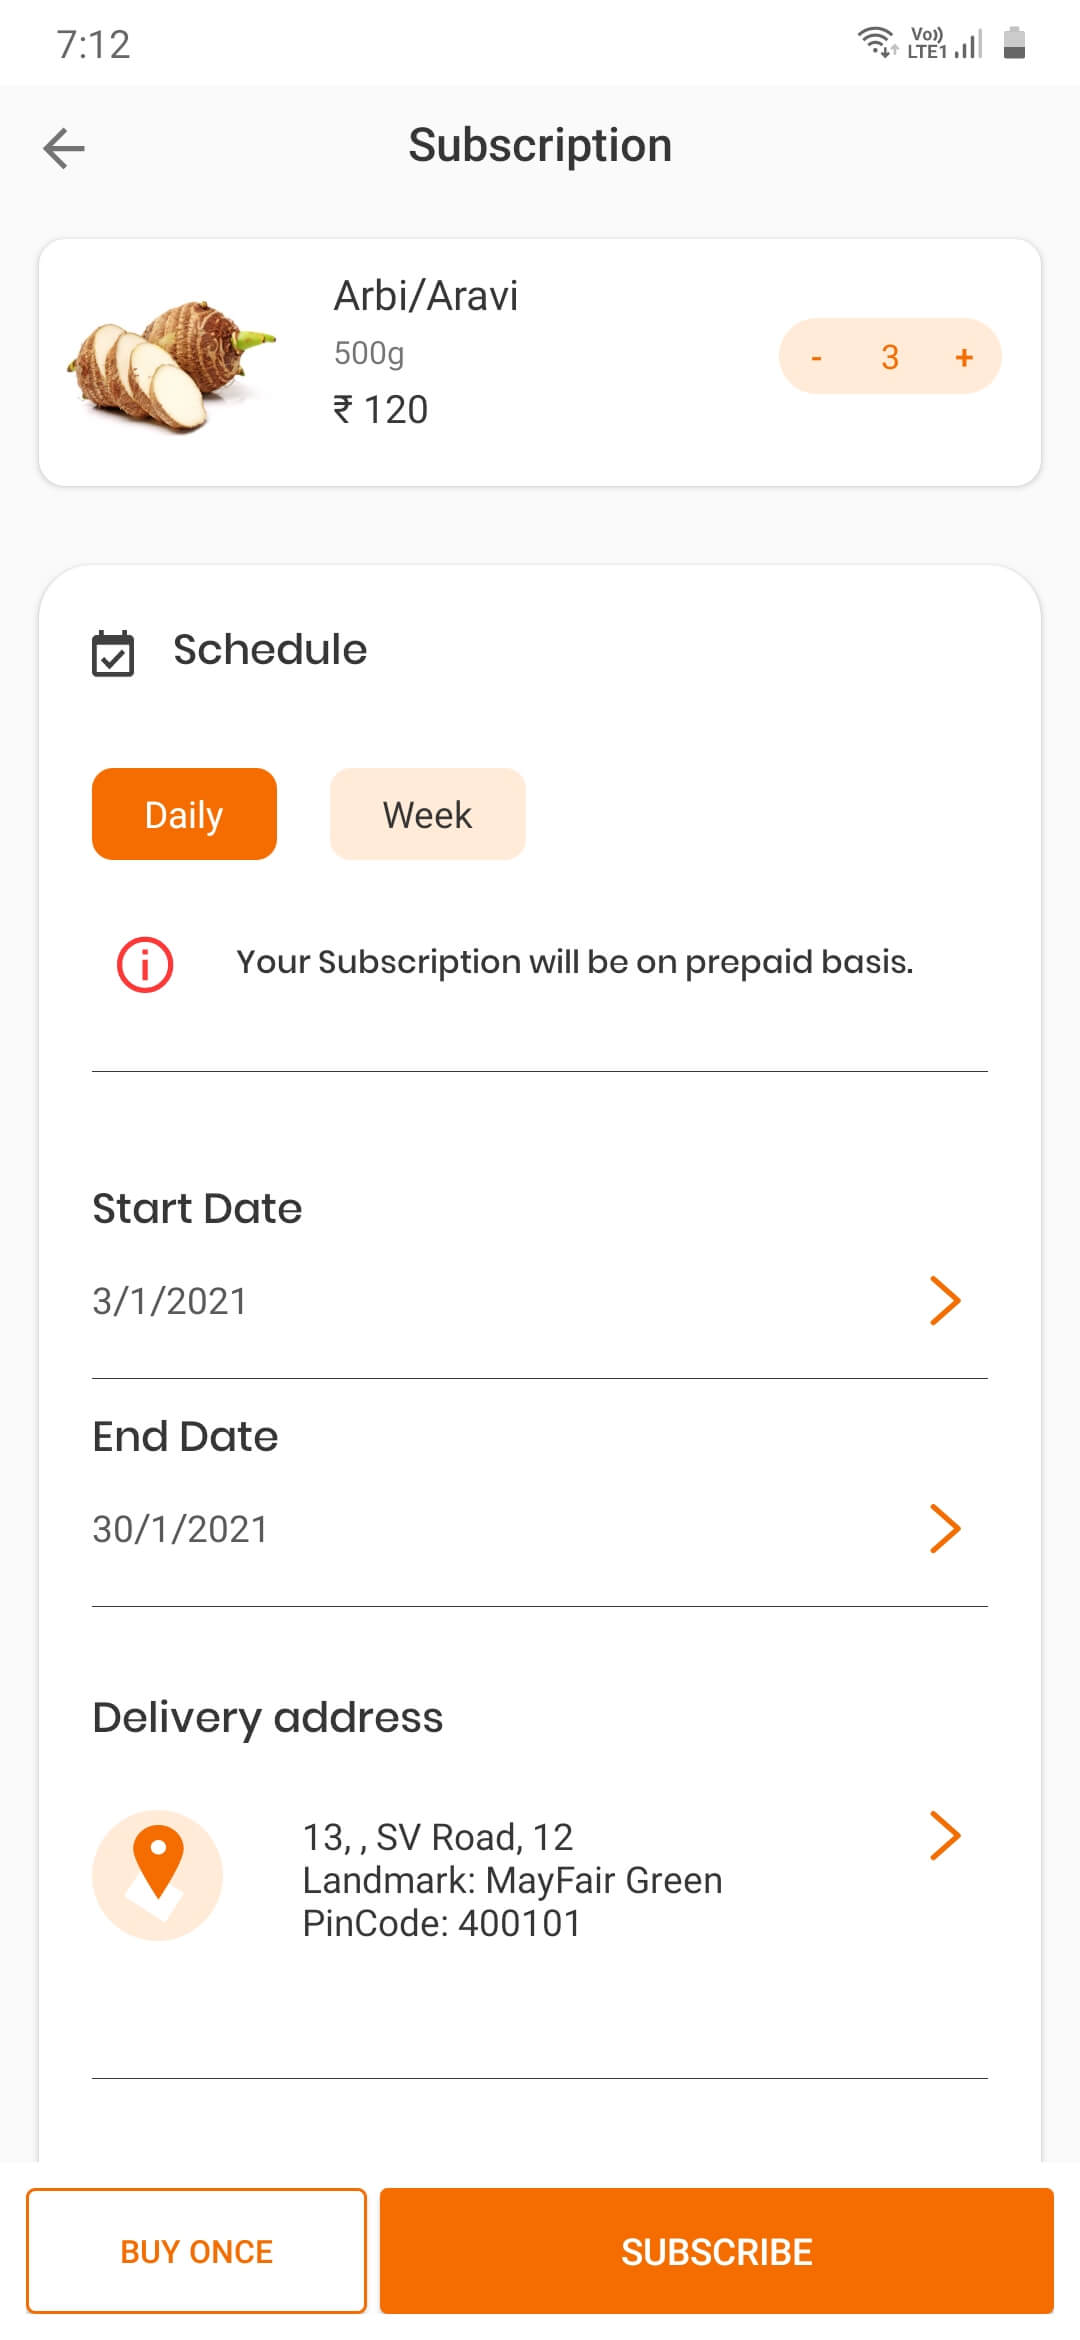 7:12
Vo))
LTE1
Subscription
Arbi/Aravi
500g
₹ 120
- 3 +
Schedule
Daily Week
Your Subscription will be on prepaid basis.
Start Date
3/1/2021
End Date
30/1/2021
Delivery address
13, , SV Road, 12
Landmark: MayFair Green
PinCode: 400101
BUY ONCE SUBSCRIBE